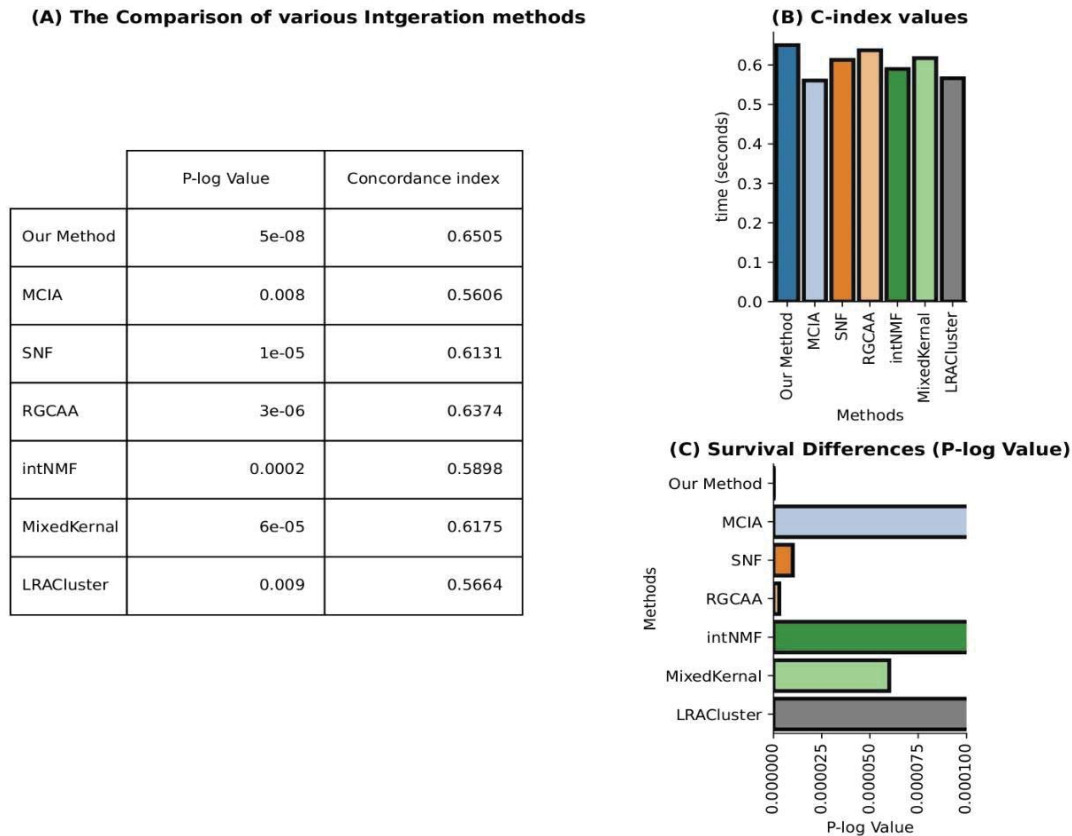 (A) The Comparison of various Intgeration methods
P-log Value Concordance index
Our Method 5e-08 0.6505
MCIA 0.008 0.5606
SNF 1e-05 0.6131
RGCAA 3e-06 0.6374
intNMF 0.0002 0.5898
MixedKernal 6e-05 0.6175
LRACluster 0.009 0.5664
(B) C-index values
time (seconds)
0.6
0.5
0.4
0.3
0.2
0.1
0.0
Our Method
MCIA
SNF
RGCAA
intNMF
MixedKernal
LRACluster
Methods
(C) Survival Differences (P-log Value)
Methods
Our Method
MCIA
SNF
RGCAA
intNMF
MixedKernal
LRACluster
0.000000
0.000025
0.000050
0.000075
0.000100
P-log Value